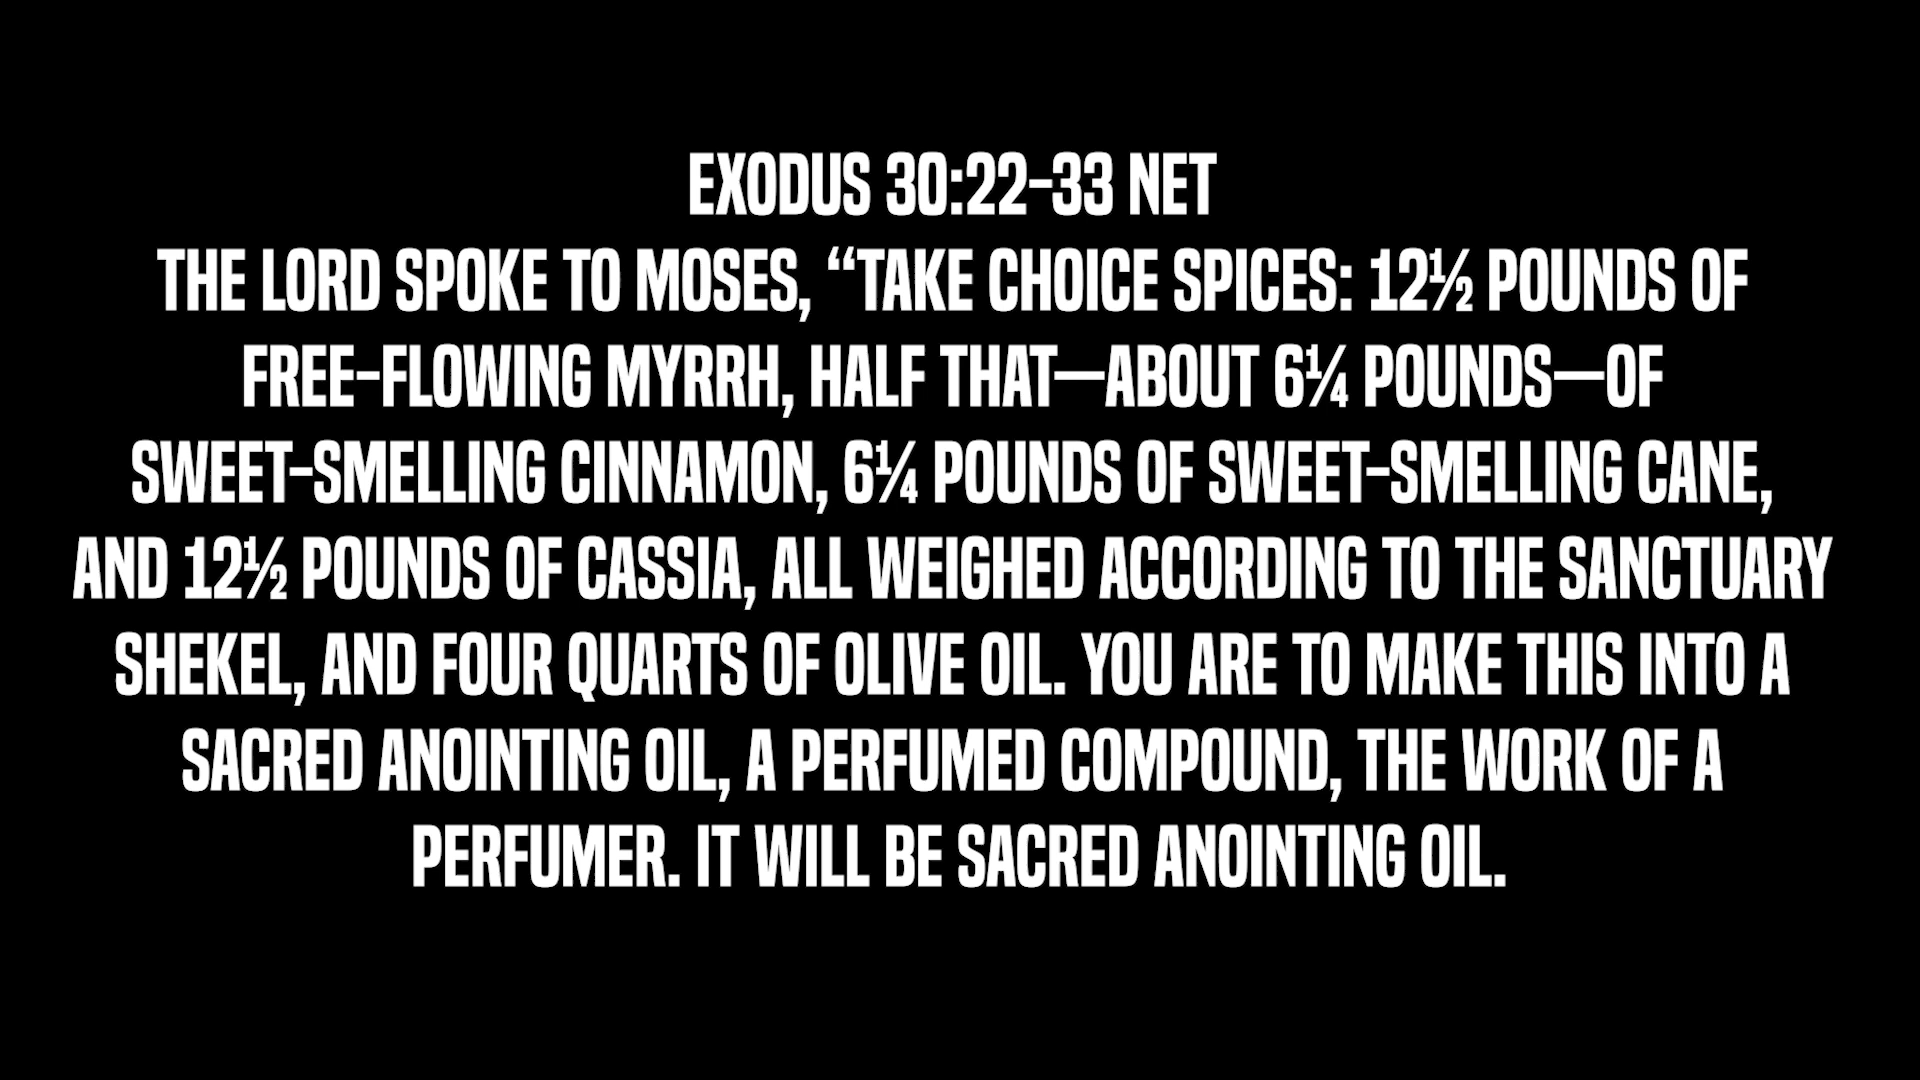 EXODUS 30:22-33 NET
THE LORD SPOKE TO MOSES, “TAKE CHOICE SPICES: 12½ POUNDS OF
FREE-FLOWING MYRRH, HALF THAT—ABOUT 6¼ POUNDS—OF
SWEET-SMELLING CINNAMON, 6¼ POUNDS OF SWEET-SMELLING CANE,
AND 12½ POUNDS OF CASSIA, ALL WEIGHED ACCORDING TO THE SANCTUARY
SHEKEL, AND FOUR QUARTS OF OLIVE OIL. YOU ARE TO MAKE THIS INTO A
SACRED ANOINTING OIL, A PERFUMED COMPOUND, THE WORK OF A
PERFUMER. IT WILL BE SACRED ANOINTING OIL.